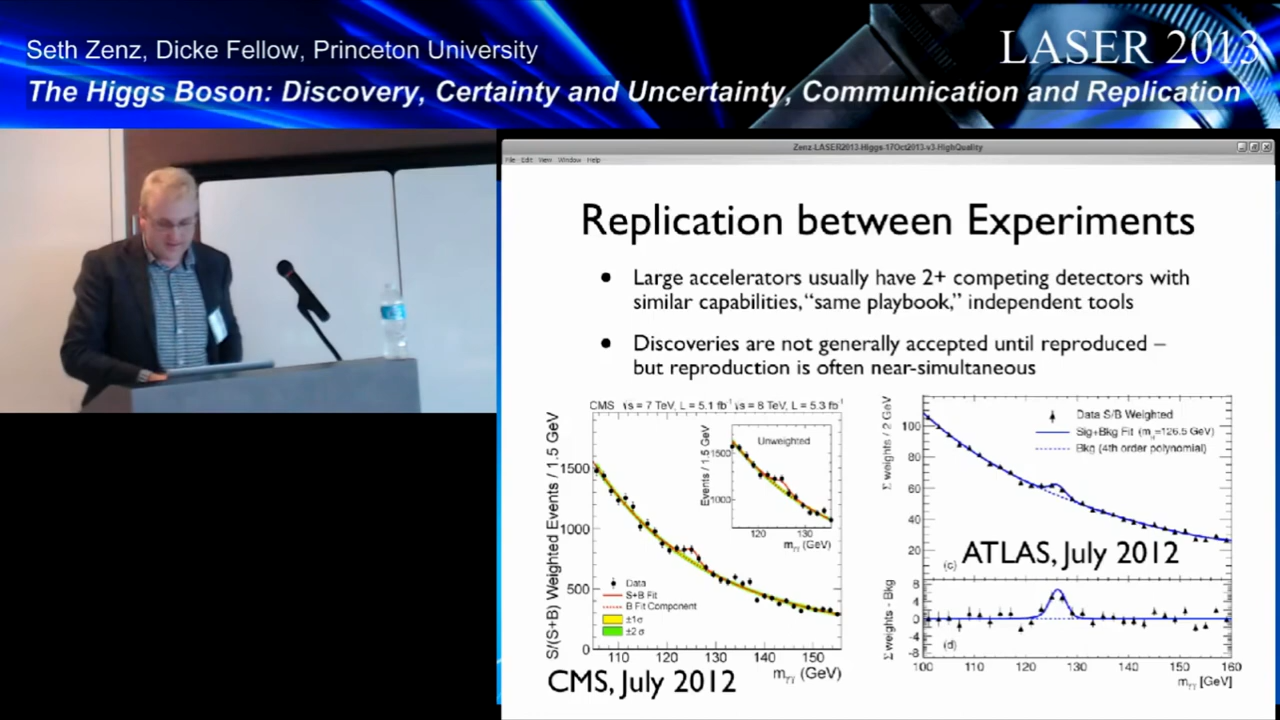 Seth Zenz, Dicke Fellow, Princeton University
LASER 2013
The Higgs Boson: Discovery, Certainty and Uncertainty, Communication and Replication
Zenz-LASER2013-Higgs-17Oct2013-v3-HighQuality
File Edit View Window Help
Replication between Experiments
• Large accelerators usually have 2+ competing detectors with
similar capabilities, “same playbook,” independent tools
• Discoveries are not generally accepted until reproduced –
but reproduction is often near-simultaneous
CMS √s = 7 TeV, L = 5.1 fb⁻¹ √s = 8 TeV, L = 5.3 fb⁻¹
S/(S+B) Weighted Events / 1.5 GeV
1500
1000
500
0
Events / 1.5 GeV
Unweighted
1500
1000
120 130
mγγ (GeV)
Data
S+B Fit
B Fit Component
±1σ
±2σ
110 120 130 140 150
mγγ (GeV)
CMS, July 2012
Σ weights / 2 GeV
100
80
60
40
20
Data S/B Weighted
Sig+Bkg Fit (mH=126.5 GeV)
Bkg (4th order polynomial)
(c)
ATLAS, July 2012
Σ weights - Bkg
8
4
0
-4
-8
(d)
100 110 120 130 140 150 160
mγγ [GeV]